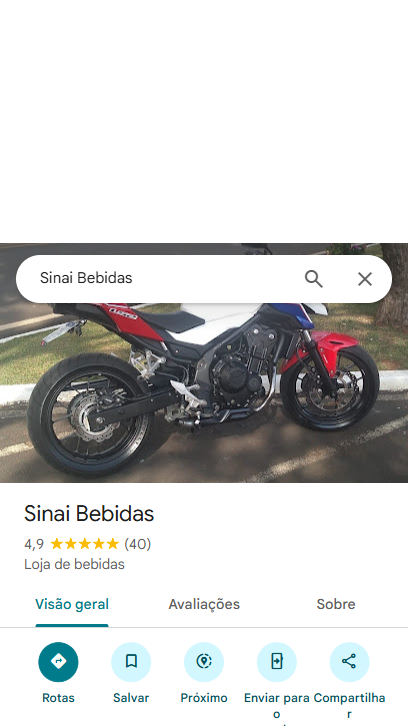 Sinai Bebidas
Sinai Bebidas
4,9 ★★★★★ (40)
Loja de bebidas
Visão geral Avaliações Sobre
Rotas Salvar Próximo Enviar para o Compartilhar